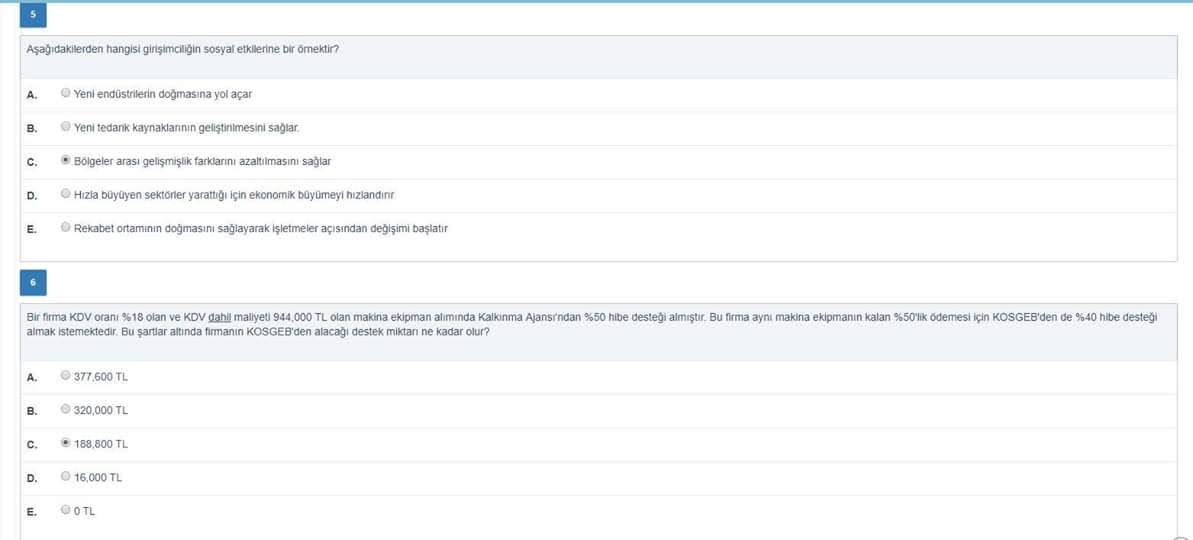 5
Aşağıdakilerden hangisi girişimciliğin sosyal etkilerine bir örnektir?
A. Yeni endüstrilerin doğmasına yol açar
B. Yeni tedarik kaynaklarının geliştirilmesini sağlar.
C. Bölgeler arası gelişmişlik farklarını azaltılmasını sağlar
D. Hızla büyüyen sektörler yarattığı için ekonomik büyümeyi hızlandırır
E. Rekabet ortamının doğmasını sağlayarak işletmeler açısından değişimi başlatır
6
Bir firma KDV oranı %18 olan ve KDV dahil maliyeti 944,000 TL olan makina ekipman alımında Kalkınma Ajansı'ndan %50 hibe desteği almıştır. Bu firma aynı makina ekipmanın kalan %50'lik ödemesi için KOSGEB'den de %40 hibe desteği
almak istemektedir. Bu şartlar altında firmanın KOSGEB'den alacağı destek miktarı ne kadar olur?
A. 377,600 TL
B. 320,000 TL
C. 188,800 TL
D. 16,000 TL
E. 0 TL